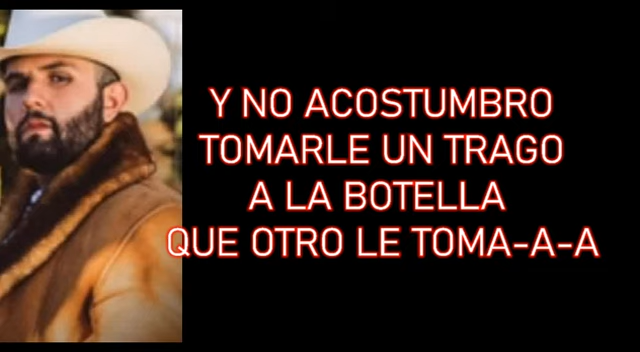 Y NO ACOSTUMBRO
TOMARLE UN TRAGO
A LA BOTELLA
QUE OTRO LE TOMA-A-A